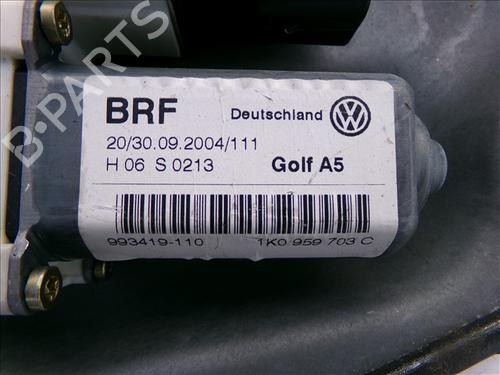 BRF Deutschland
20/30.09.2004/111
H 06 S 0213 Golf A5
993419-110 1K0 959 703 C
B-PARTS